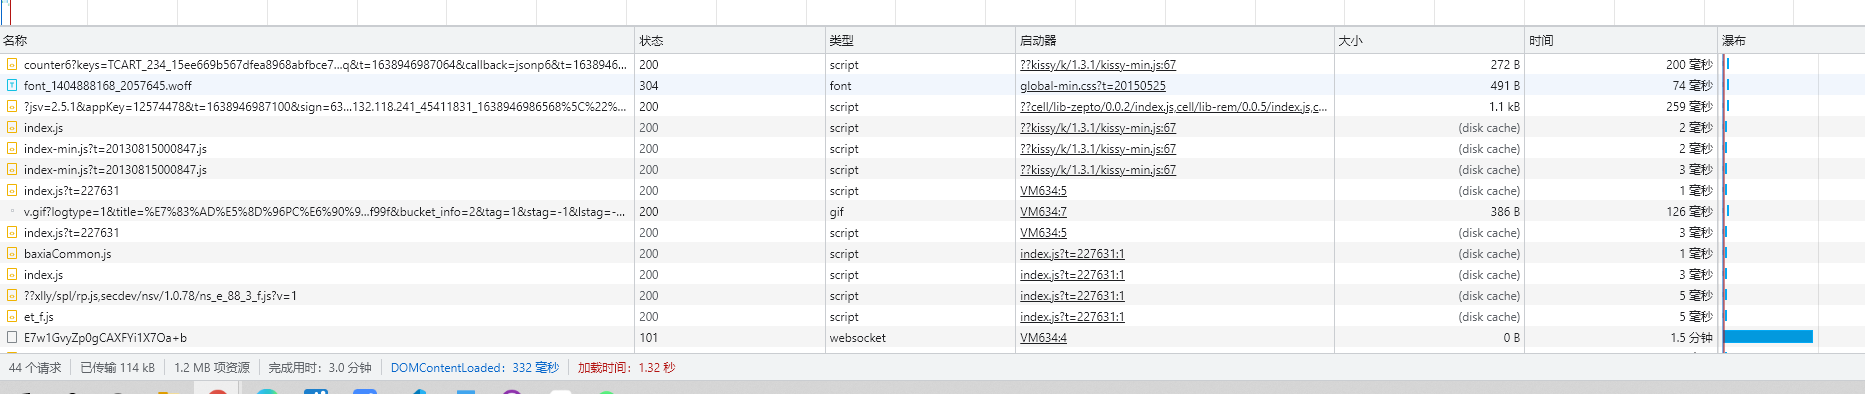 名称 状态 类型 启动器 大小 时间 瀑布
counter6?keys=TCART_234_15ee669b567dfea8968abfbce7...q&t=1638946987064&callback=jsonp6&t=1638946... 200 script ??kissy/k/1.3.1/kissy-min.js:67 272 B 200 毫秒
font_1404888168_2057645.woff 304 font global-min.css?t=20150525 491 B 74 毫秒
?jsv=2.5.1&appKey=12574478&t=1638946987100&sign=63...132.118.241_45411831_1638946986568%5C%22%... 200 script ??cell/lib-zepto/0.0.2/index.js,cell/lib-rem/0.0.5/index.js,c... 1.1 kB 259 毫秒
index.js 200 script ??kissy/k/1.3.1/kissy-min.js:67 (disk cache) 2 毫秒
index-min.js?t=20130815000847.js 200 script ??kissy/k/1.3.1/kissy-min.js:67 (disk cache) 2 毫秒
index-min.js?t=20130815000847.js 200 script ??kissy/k/1.3.1/kissy-min.js:67 (disk cache) 3 毫秒
index.js?t=227631 200 script VM634:5 (disk cache) 1 毫秒
v.gif?logtype=1&title=%E7%83%AD%E5%8D%96PC%E6%90%9...f99f&bucket_info=2&tag=1&stag=-1&lstag=-... 200 gif VM634:7 386 B 126 毫秒
index.js?t=227631 200 script VM634:5 (disk cache) 3 毫秒
baxiaCommon.js 200 script index.js?t=227631:1 (disk cache) 1 毫秒
index.js 200 script index.js?t=227631:1 (disk cache) 3 毫秒
??xlly/spl/rp.js,secdev/nsv/1.0.78/ns_e_88_3_f.js?v=1 200 script index.js?t=227631:1 (disk cache) 5 毫秒
et_f.js 200 script index.js?t=227631:1 (disk cache) 5 毫秒
E7w1GvyZp0gCAXFYi1X7Oa+b 101 websocket VM634:4 0 B 1.5 分钟
44 个请求 已传输 114 kB 1.2 MB 项资源 完成用时：3.0 分钟 DOMContentLoaded：332 毫秒 加载时间：1.32 秒